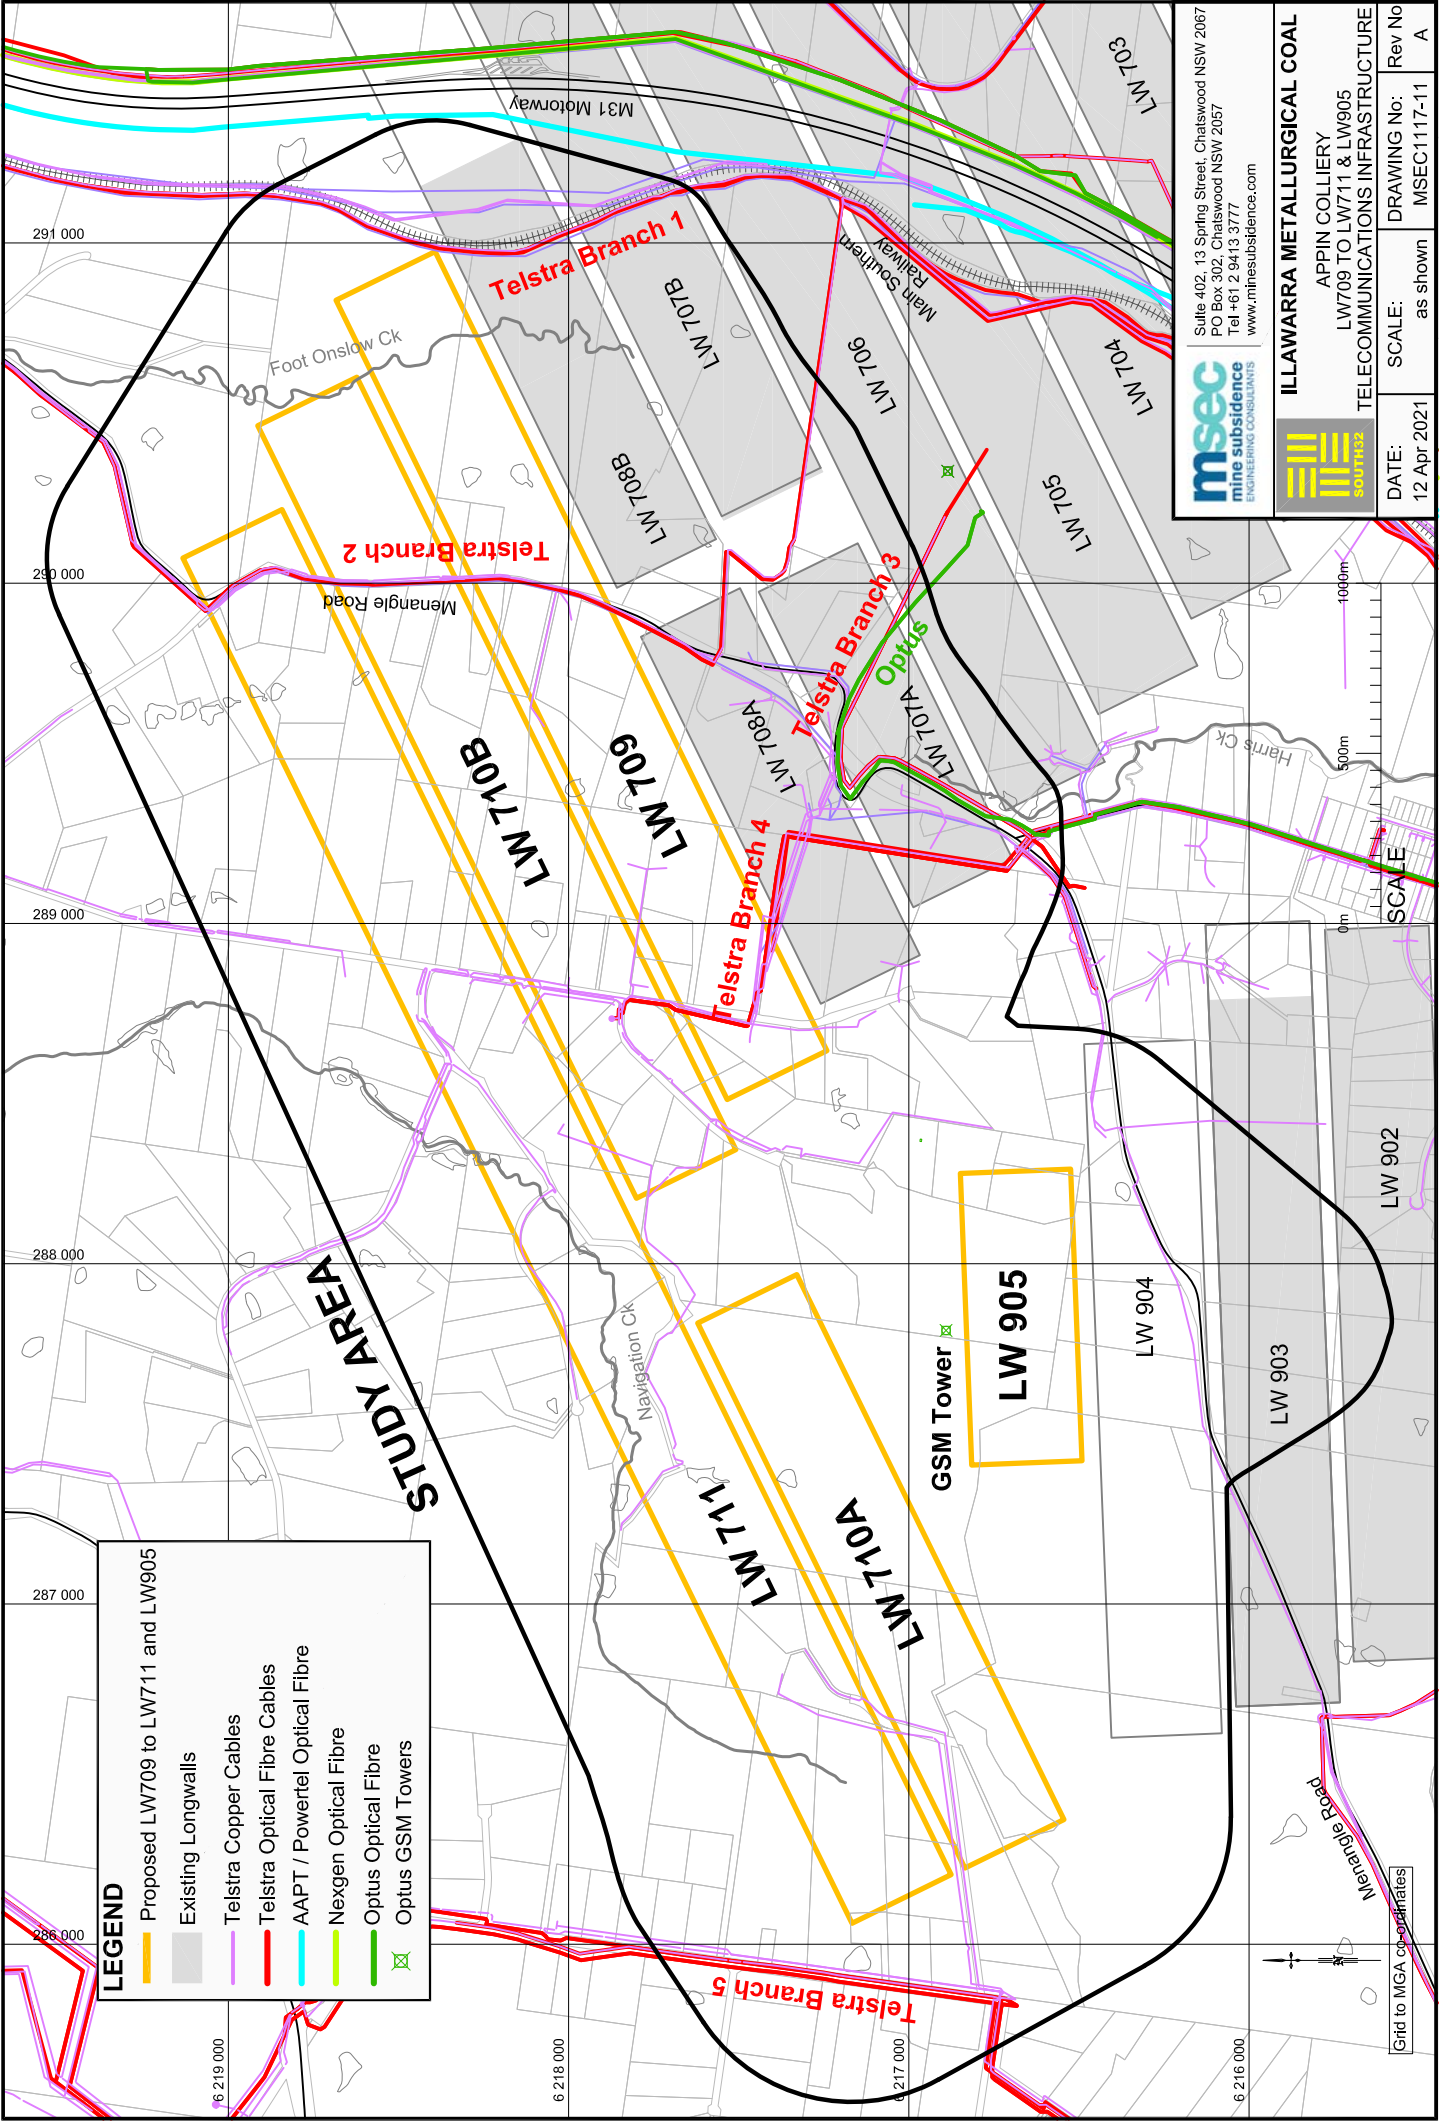 LEGEND
Proposed LW709 to LW711 and LW905
Existing Longwalls
Telstra Copper Cables
Telstra Optical Fibre Cables
AAPT / Powertel Optical Fibre
Nexgen Optical Fibre
Optus Optical Fibre
Optus GSM Towers
286 000
287 000
288 000
289 000
290 000
291 000
6 219 000
6 218 000
6 217 000
6 216 000
STUDY AREA
LW 711
LW 710A
LW 710B
LW 709
LW 905
GSM Tower
Navigation Ck
Foot Onslow Ck
Harris Ck
Telstra Branch 1
Telstra Branch 2
Telstra Branch 3
Telstra Branch 4
Telstra Branch 5
Optus
Menangle Road
Menangle Road
M31 Motorway
Main Southern
Railway
LW 708B
LW 707B
LW 706
LW 705
LW 704
LW 703
LW 708A
LW 707A
LW 904
LW 903
LW 902
0m
500m
1000m
SCALE
N
Grid to MGA co-ordinates
msec
mine subsidence
ENGINEERING CONSULTANTS
Suite 402, 13 Spring Street, Chatswood NSW 2067
PO Box 302, Chatswood NSW 2057
Tel +61 2 9413 3777
www.minesubsidence.com
SOUTH32
ILLAWARRA METALLURGICAL COAL
APPIN COLLIERY
LW709 TO LW711 & LW905
TELECOMMUNICATIONS INFRASTRUCTURE
DATE:
12 Apr 2021
SCALE:
as shown
DRAWING No:
MSEC1117-11
Rev No
A